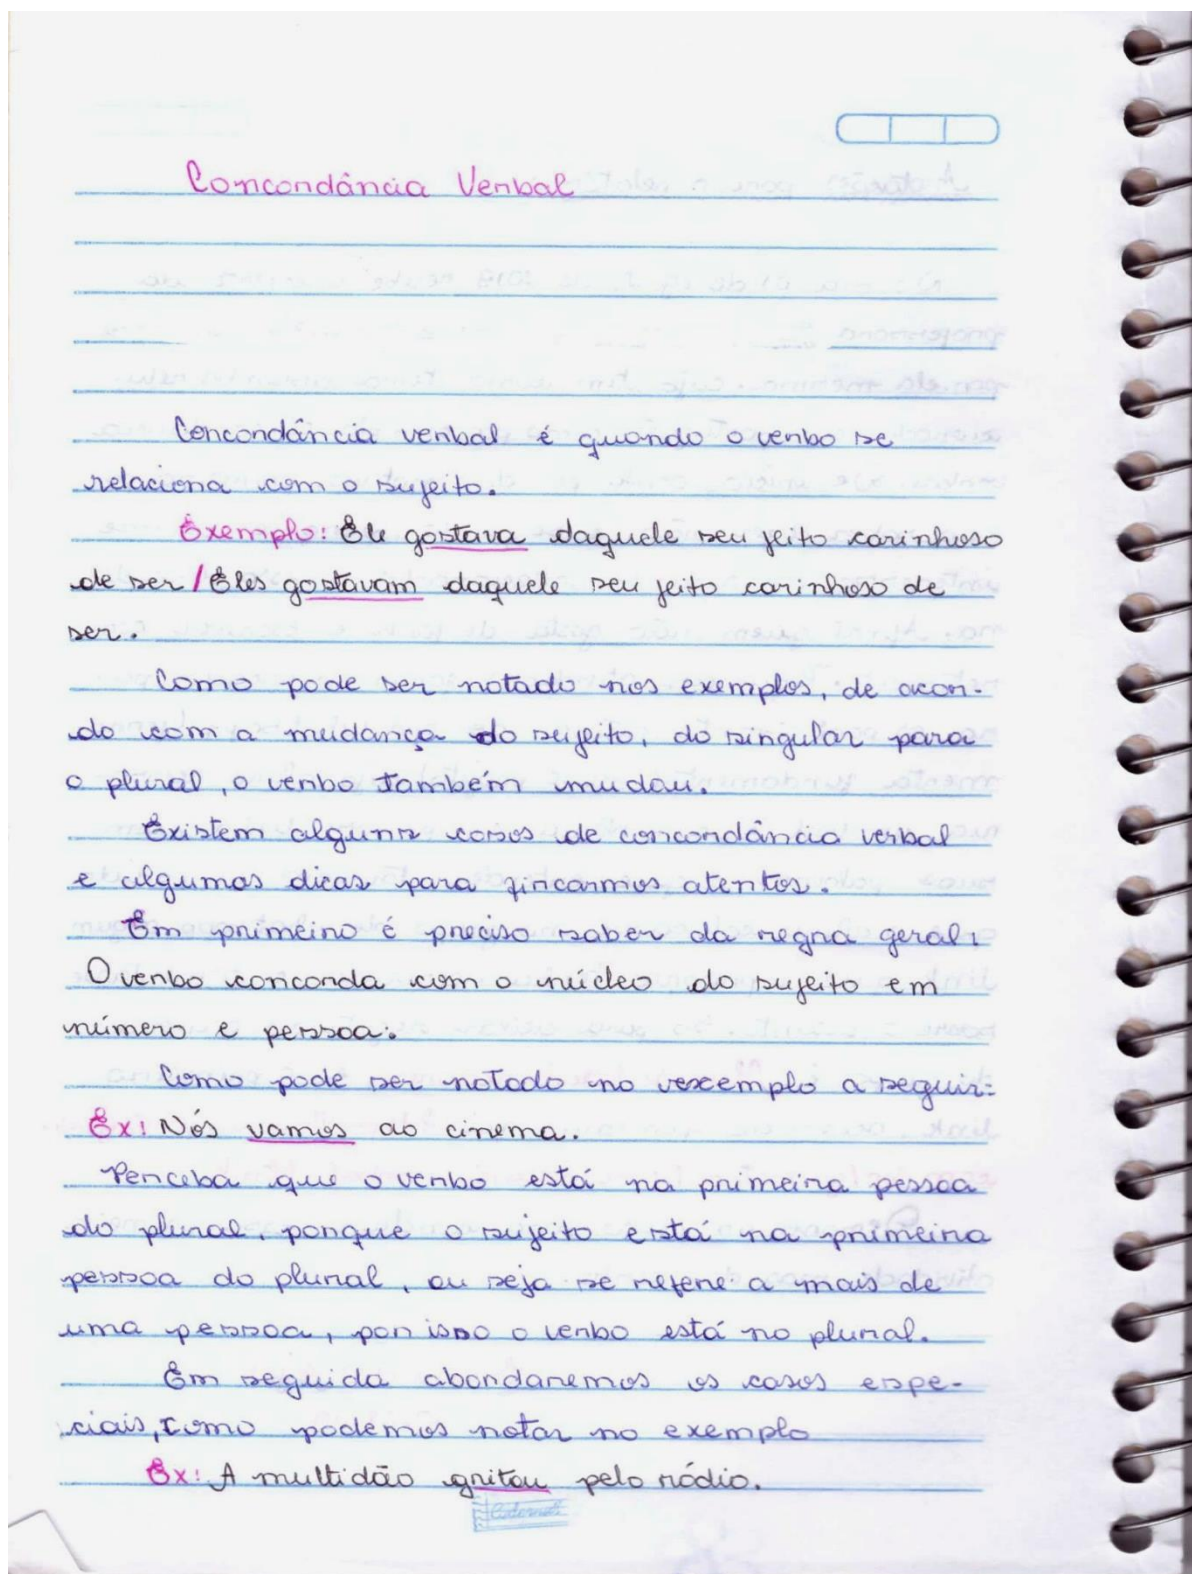 Concordância Verbal
Concordância verbal é quando o verbo se
relaciona com o sujeito.
Exemplo: Ele gostava daquele seu jeito carinhoso
de ser / Eles gostavam daquele seu jeito carinhoso de
ser.
Como pode ser notado nos exemplos, de acor-
do com a mudança do sujeito, do singular para
o plural, o verbo também mudou.
Existem alguns casos de concordância verbal
e algumas dicas para ficarmos atentos.
Em primeiro é preciso saber da regra geral:
O verbo concorda com o núcleo do sujeito em
número e pessoa:
Como pode ser notado no exemplo a seguir:
Ex: Nós vamos ao cinema.
Perceba que o verbo está na primeira pessoa
do plural, porque o sujeito está na primeira
pessoa do plural, ou seja se refere a mais de
uma pessoa, por isso o verbo está no plural.
Em seguida abordaremos os casos espe-
ciais, como podemos notar no exemplo
Ex: A multidão gritou pelo rádio.